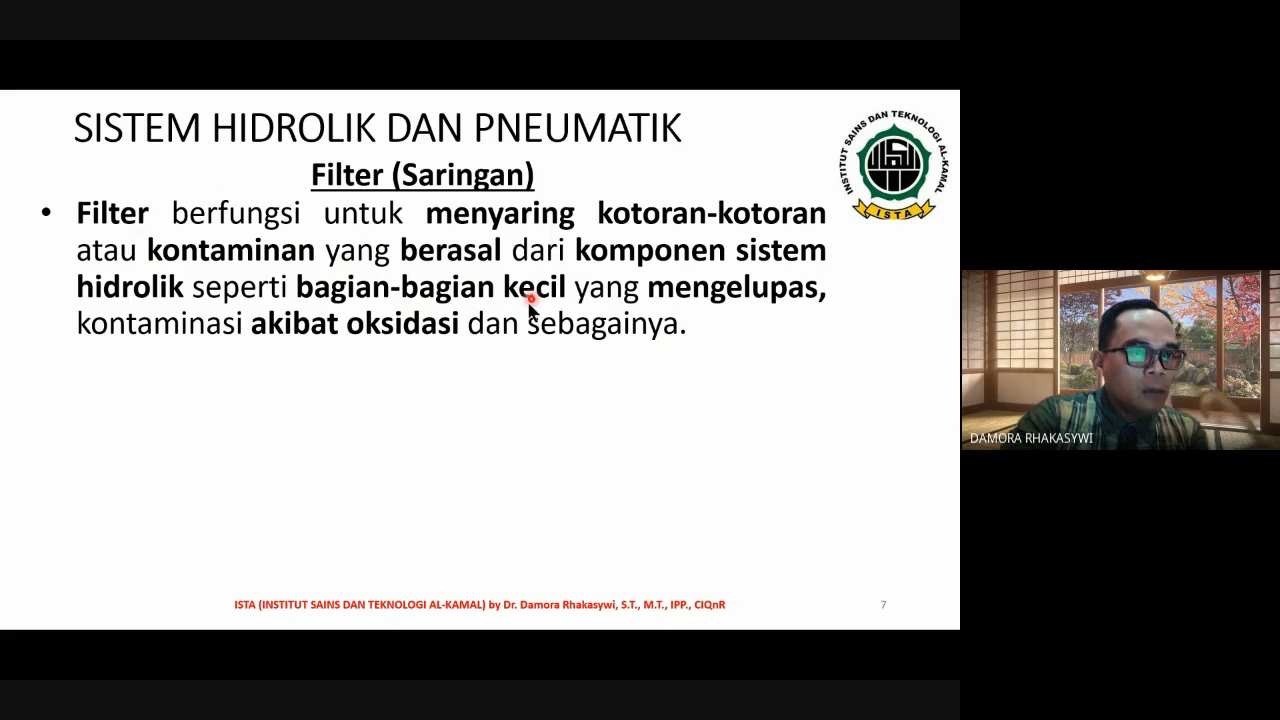 SISTEM HIDROLIK DAN PNEUMATIK
Filter (Saringan)
• Filter berfungsi untuk menyaring kotoran-kotoran
atau kontaminan yang berasal dari komponen sistem
hidrolik seperti bagian-bagian kecil yang mengelupas,
kontaminasi akibat oksidasi dan sebagainya.
INSTITUT SAINS DAN TEKNOLOGI AL-KAMAL
ISTA
DAMORA RHAKASYWI
ISTA (INSTITUT SAINS DAN TEKNOLOGI AL-KAMAL) by Dr. Damora Rhakasywi, S.T., M.T., IPP., CIQnR
7